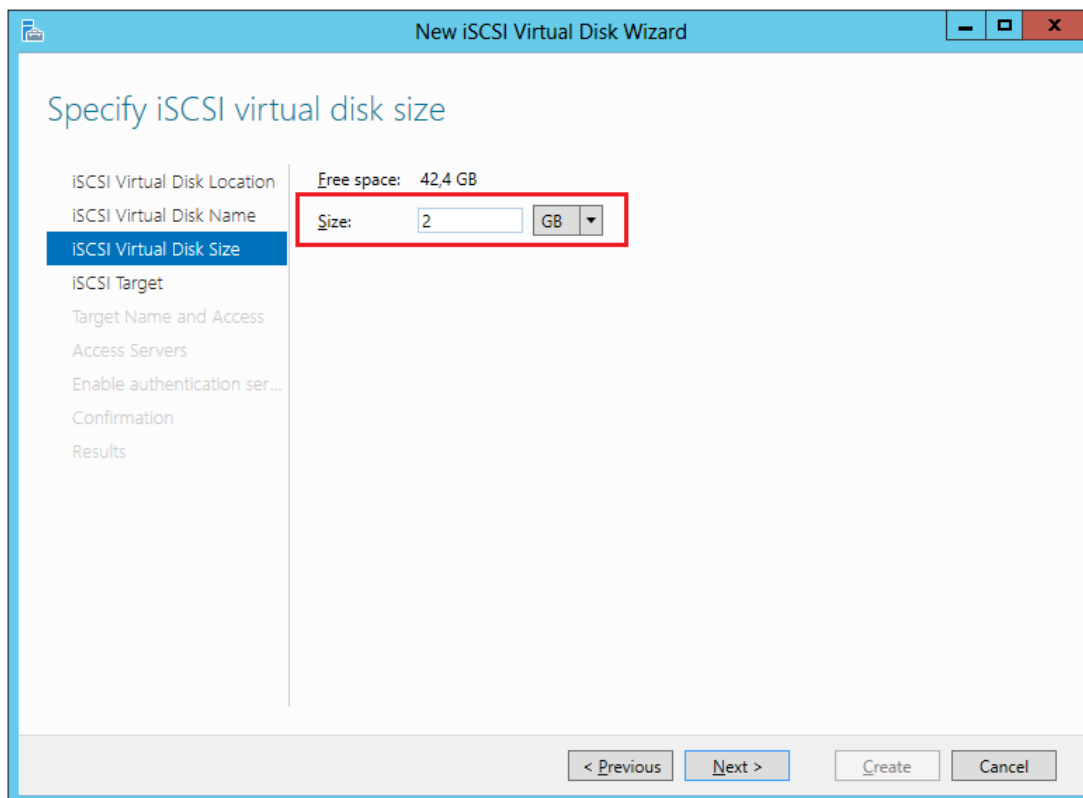 New iSCSI Virtual Disk Wizard
Specify iSCSI virtual disk size
iSCSI Virtual Disk Location
iSCSI Virtual Disk Name
iSCSI Virtual Disk Size
iSCSI Target
Target Name and Access
Access Servers
Enable authentication ser...
Confirmation
Results
Free space: 42,4 GB
Size: 2 GB
< Previous Next > Create Cancel